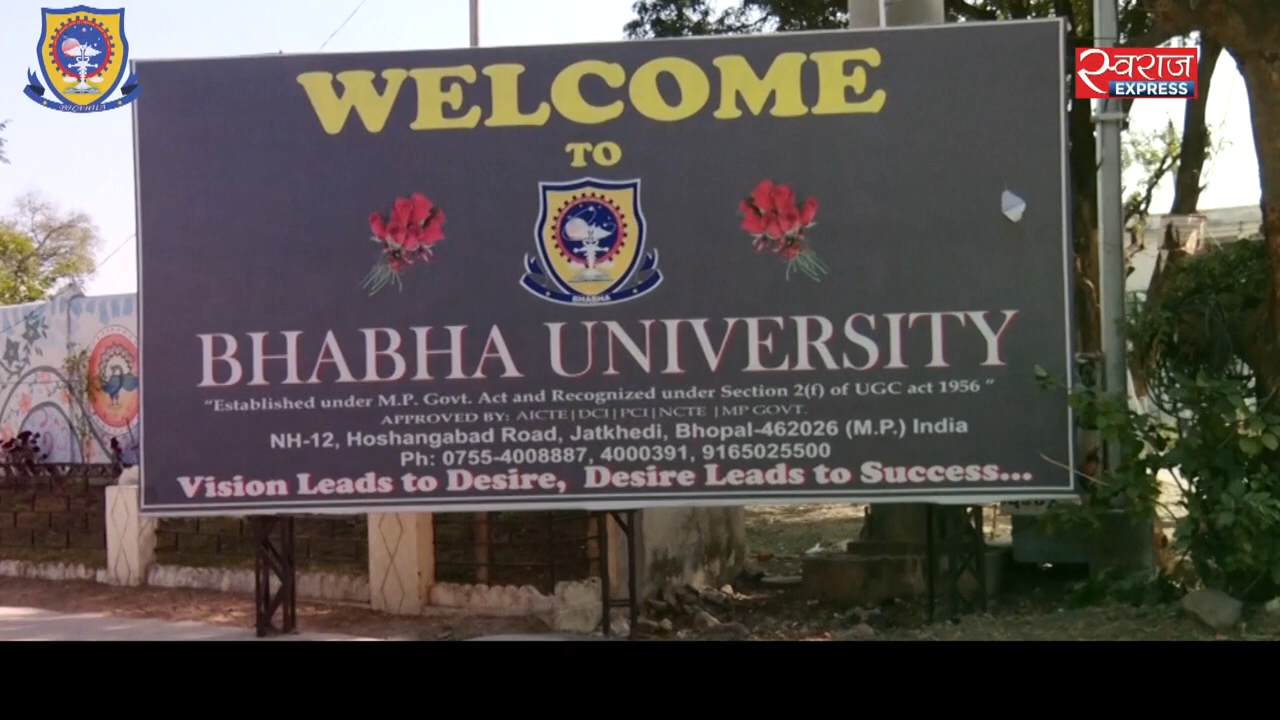 स्वराज
EXPRESS
WELCOME
TO
BHABHA
BHABHA UNIVERSITY
"Established under M.P. Govt. Act and Recognized under Section 2(f) of UGC act 1956 "
APPROVED BY: AICTE|DCI|PCI|NCTE |MP GOVT.
NH-12, Hoshangabad Road, Jatkhedi, Bhopal-462026 (M.P.) India
Ph: 0755-4008887, 4000391, 9165025500
Vision Leads to Desire, Desire Leads to Success...